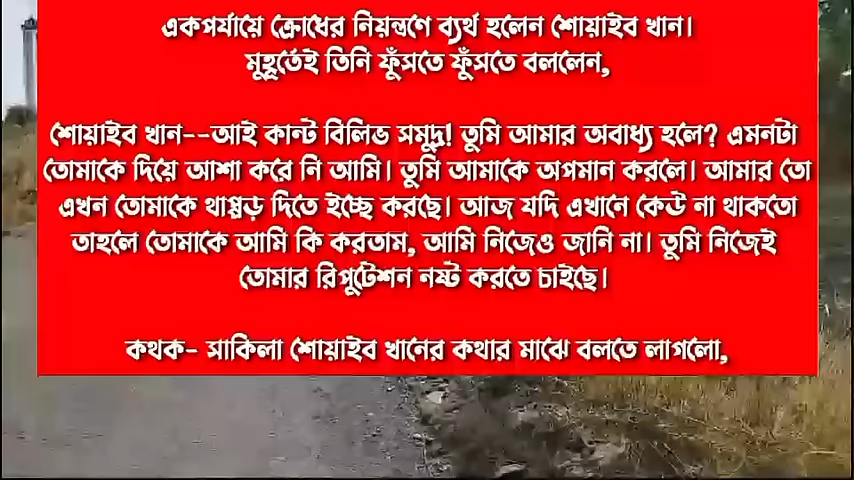 একপর্যায়ে ক্রোধের নিয়ন্ত্রণে ব্যর্থ হলেন শোয়াইব খান।
মুহূর্তেই তিনি ফুঁসতে ফুঁসতে বললেন,
শোয়াইব খান--আই কান্ট বিলিভ সমুদ্র! তুমি আমার অবাধ্য হলে? এমনটা
তোমাকে দিয়ে আশা করে নি আমি। তুমি আমাকে অপমান করলে। আমার তো
এখন তোমাকে থাপ্পড় দিতে ইচ্ছে করছে। আজ যদি এখানে কেউ না থাকতো
তাহলে তোমাকে আমি কি করতাম, আমি নিজেও জানি না। তুমি নিজেই
তোমার রিপুটেশন নষ্ট করতে চাইছে।
কথক- সাকিলা শোয়াইব খানের কথার মাঝে বলতে লাগলো,